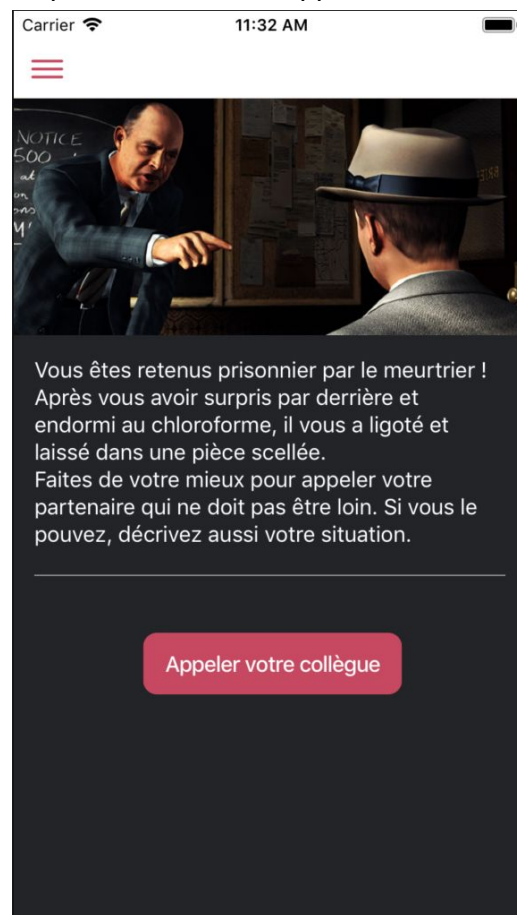 Carrier
11:32 AM
NOTICE
500
at
on
Vous êtes retenus prisonnier par le meurtrier !
Après vous avoir surpris par derrière et
endormi au chloroforme, il vous a ligoté et
laissé dans une pièce scellée.
Faites de votre mieux pour appeler votre
partenaire qui ne doit pas être loin. Si vous le
pouvez, décrivez aussi votre situation.
Appeler votre collègue